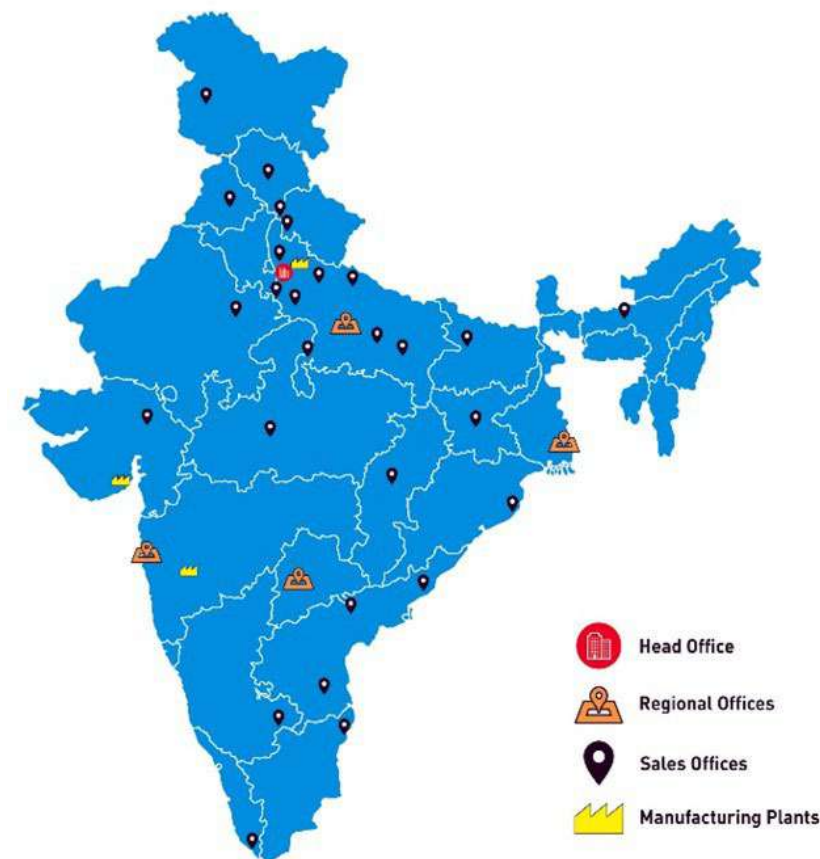 Head Office
Regional Offices
Sales Offices
Manufacturing Plants